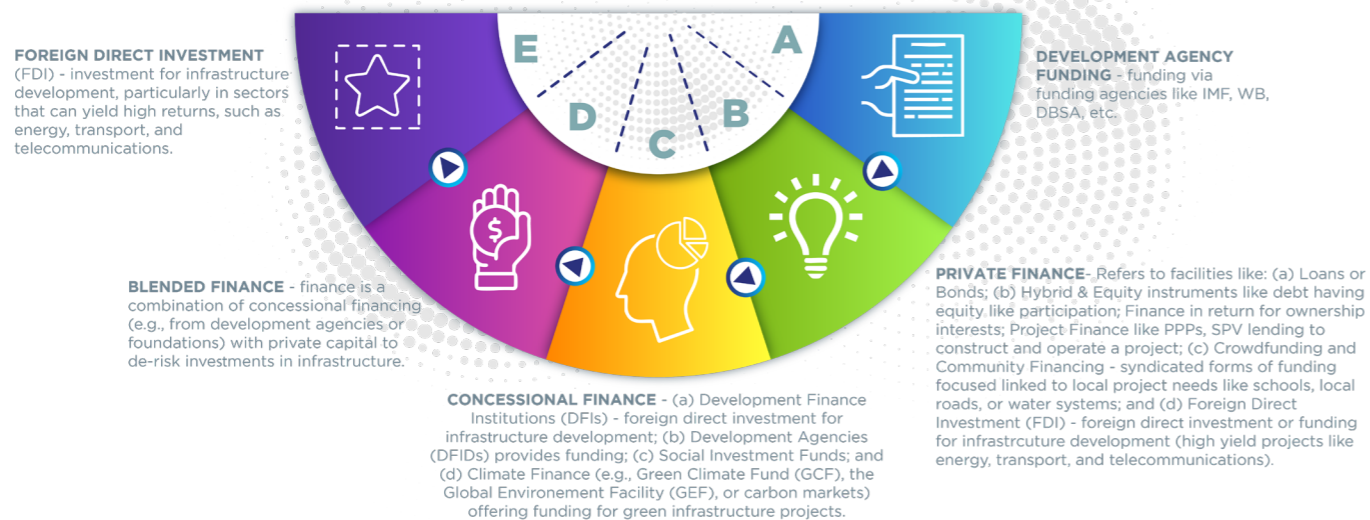 E
D
C
B
A
$
FOREIGN DIRECT INVESTMENT
(FDI) - investment for infrastructure
development, particularly in sectors
that can yield high returns, such as
energy, transport, and
telecommunications.
DEVELOPMENT AGENCY
FUNDING - funding via
funding agencies like IMF, WB,
DBSA, etc.
BLENDED FINANCE - finance is a
combination of concessional financing
(e.g., from development agencies or
foundations) with private capital to
de-risk investments in infrastructure.
PRIVATE FINANCE- Refers to facilities like: (a) Loans or
Bonds; (b) Hybrid & Equity instruments like debt having
equity like participation; Finance in return for ownership
interests; Project Finance like PPPs, SPV lending to
construct and operate a project; (c) Crowdfunding and
Community Financing - syndicated forms of funding
focused linked to local project needs like schools, local
roads, or water systems; and (d) Foreign Direct
Investment (FDI) - foreign direct investment or funding
for infrastrcuture development (high yield projects like
energy, transport, and telecommunications).
CONCESSIONAL FINANCE - (a) Development Finance
Institutions (DFIs) - foreign direct investment for
infrastructure development; (b) Development Agencies
(DFIDs) provides funding; (c) Social Investment Funds; and
(d) Climate Finance (e.g., Green Climate Fund (GCF), the
Global Environement Facility (GEF), or carbon markets)
offering funding for green infrastructure projects.